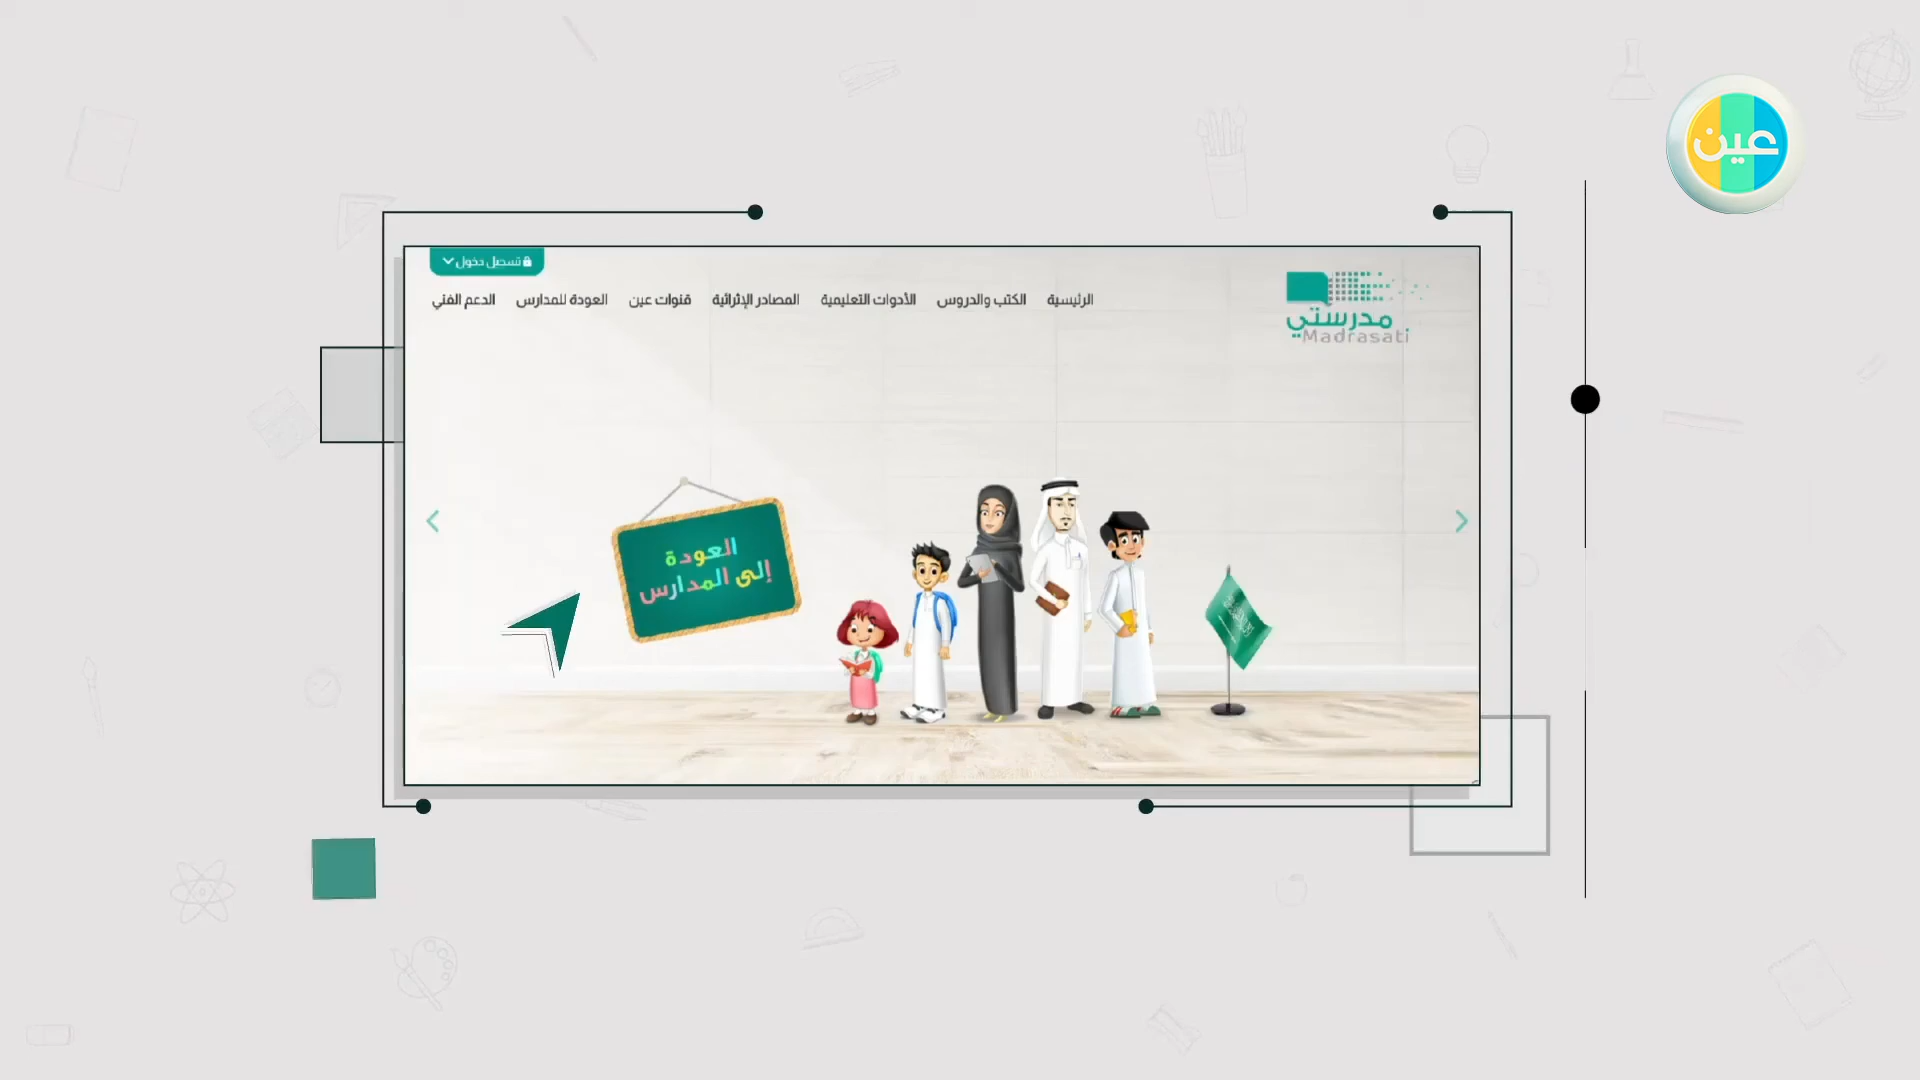 عين
تسجيل دخول
الرئيسية
الكتب والدروس
الأدوات التعليمية
المصادر الإثرائية
قنوات عين
العودة للمدارس
الدعم الفني
مدرستي
Madrasati
العودة
إلى المدارس